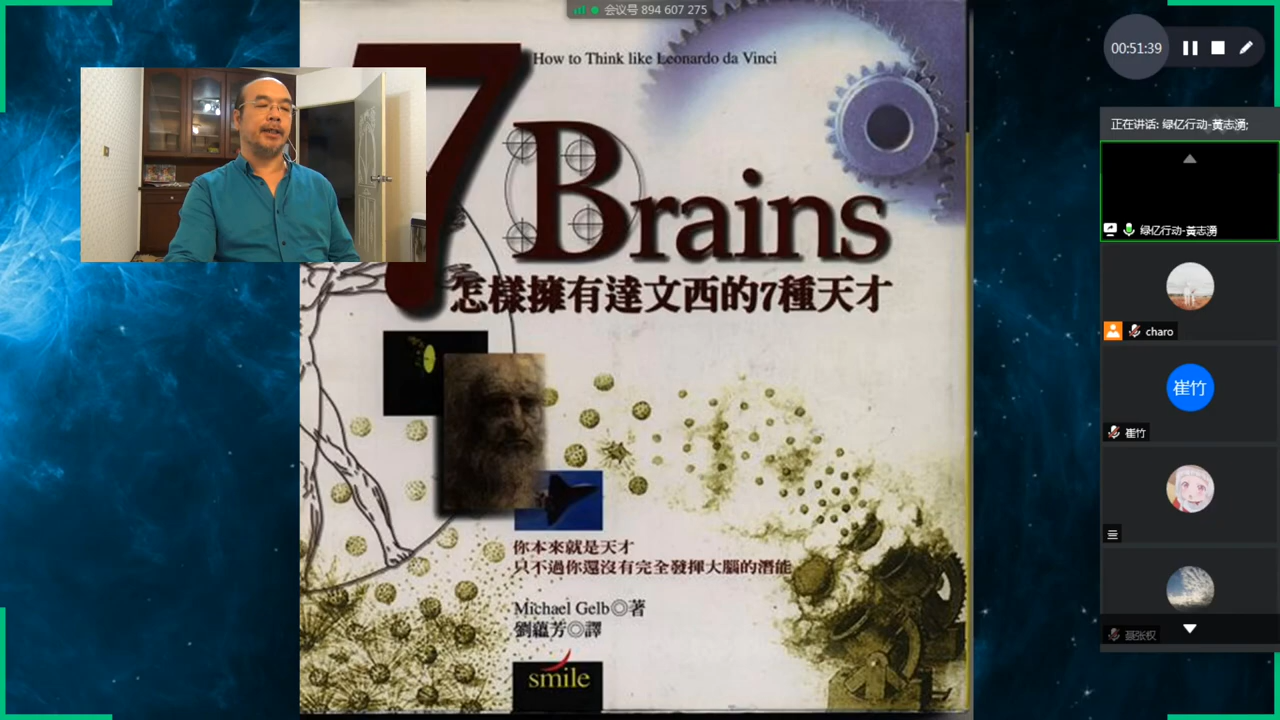 会议号 894 607 275
00:51:39
How to Think like Leonardo da Vinci
7 Brains
怎樣擁有達文西的7種天才
你本來就是天才
只不過你還沒有完全發揮大腦的潛能
Michael Gelb◎著
劉蘊芳◎譯
smile
正在讲话: 绿亿行动-黃志湧;
绿亿行动-黃志湧
charo
崔竹
崔竹
三
聂张权